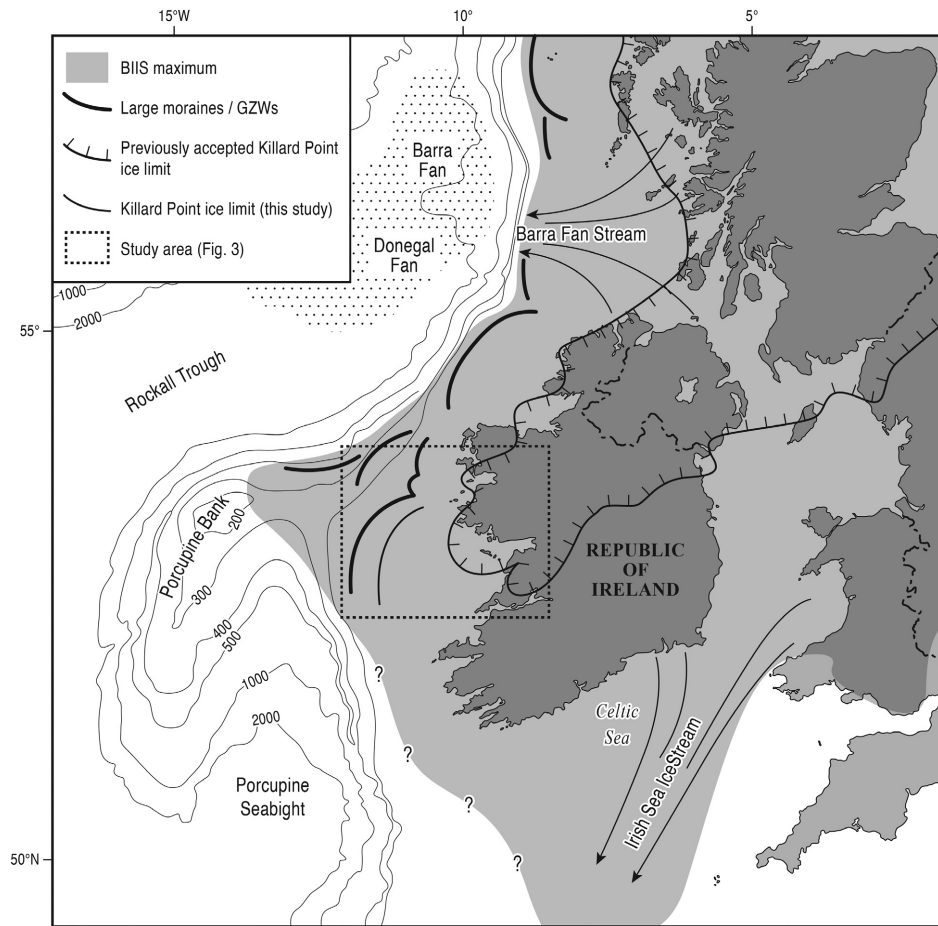 15°W
10°
5°
BIIS maximum
Large moraines / GZWs
Previously accepted Killard Point
ice limit
Killard Point ice limit (this study)
Study area (Fig. 3)
Barra
Fan
Donegal
Fan
Barra Fan Stream
1000
2000
55°
Rockall Trough
Porcupine Bank
200
300
400
500
1000
2000
REPUBLIC
OF
IRELAND
?
?
?
?
Celtic
Sea
Irish Sea IceStream
Porcupine
Seabight
50°N